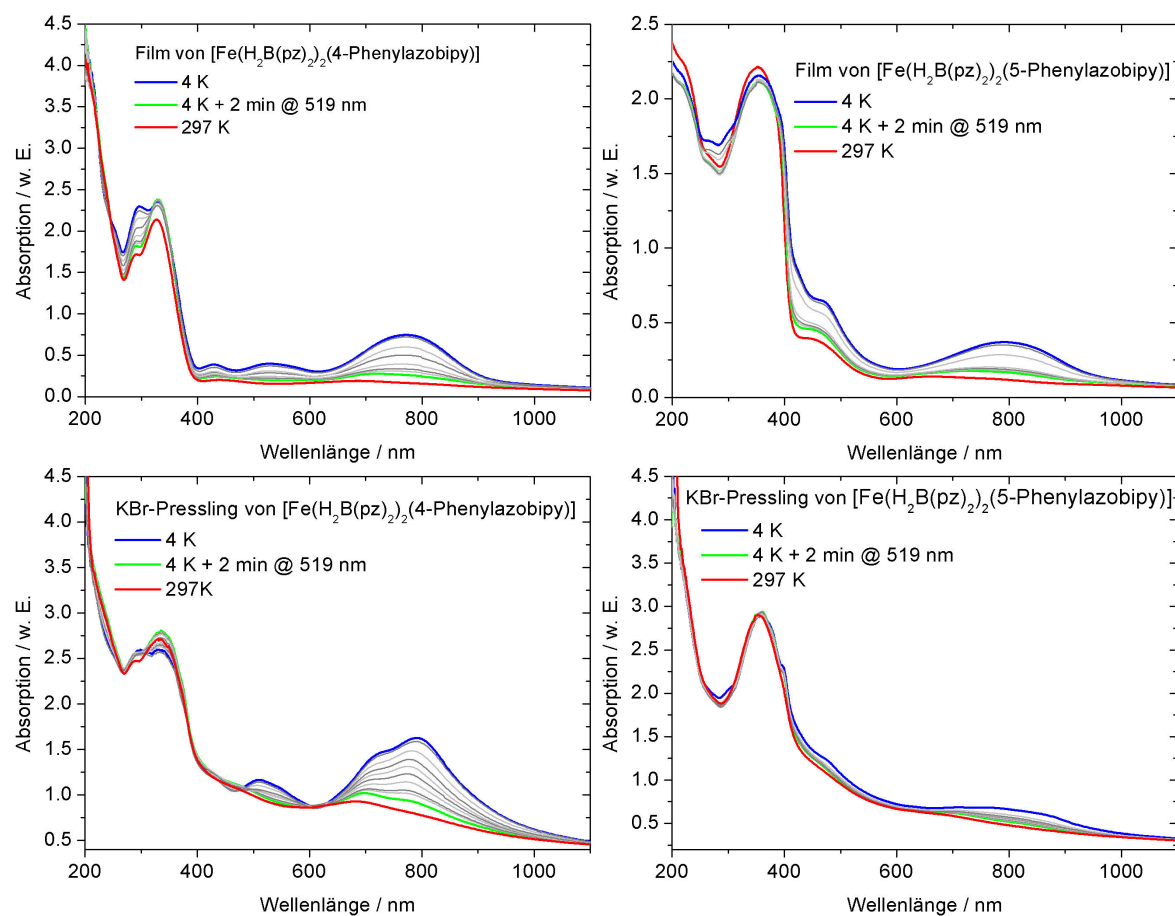 Film von [Fe(H2B(pz)2)2(4-Phenylazobipy)]
4 K
4 K + 2 min @ 519 nm
297 K
Absorption / w. E.
4.5
4.0
3.5
3.0
2.5
2.0
1.5
1.0
0.5
0.0
200 400 600 800 1000
Wellenlänge / nm
Film von [Fe(H2B(pz)2)2(5-Phenylazobipy)]
4 K
4 K + 2 min @ 519 nm
297 K
Absorption / w. E.
2.5
2.0
1.5
1.0
0.5
0.0
200 400 600 800 1000
Wellenlänge / nm
KBr-Pressling von [Fe(H2B(pz)2)2(4-Phenylazobipy)]
4 K
4 K + 2 min @ 519 nm
297K
Absorption / w. E.
4.5
4.0
3.5
3.0
2.5
2.0
1.5
1.0
0.5
200 400 600 800 1000
Wellenlänge / nm
KBr-Pressling von [Fe(H2B(pz)2)2(5-Phenylazobipy)]
4 K
4 K + 2 min @ 519 nm
297 K
Absorption / w. E.
4.5
4.0
3.5
3.0
2.5
2.0
1.5
1.0
0.5
200 400 600 800 1000
Wellenlänge / nm